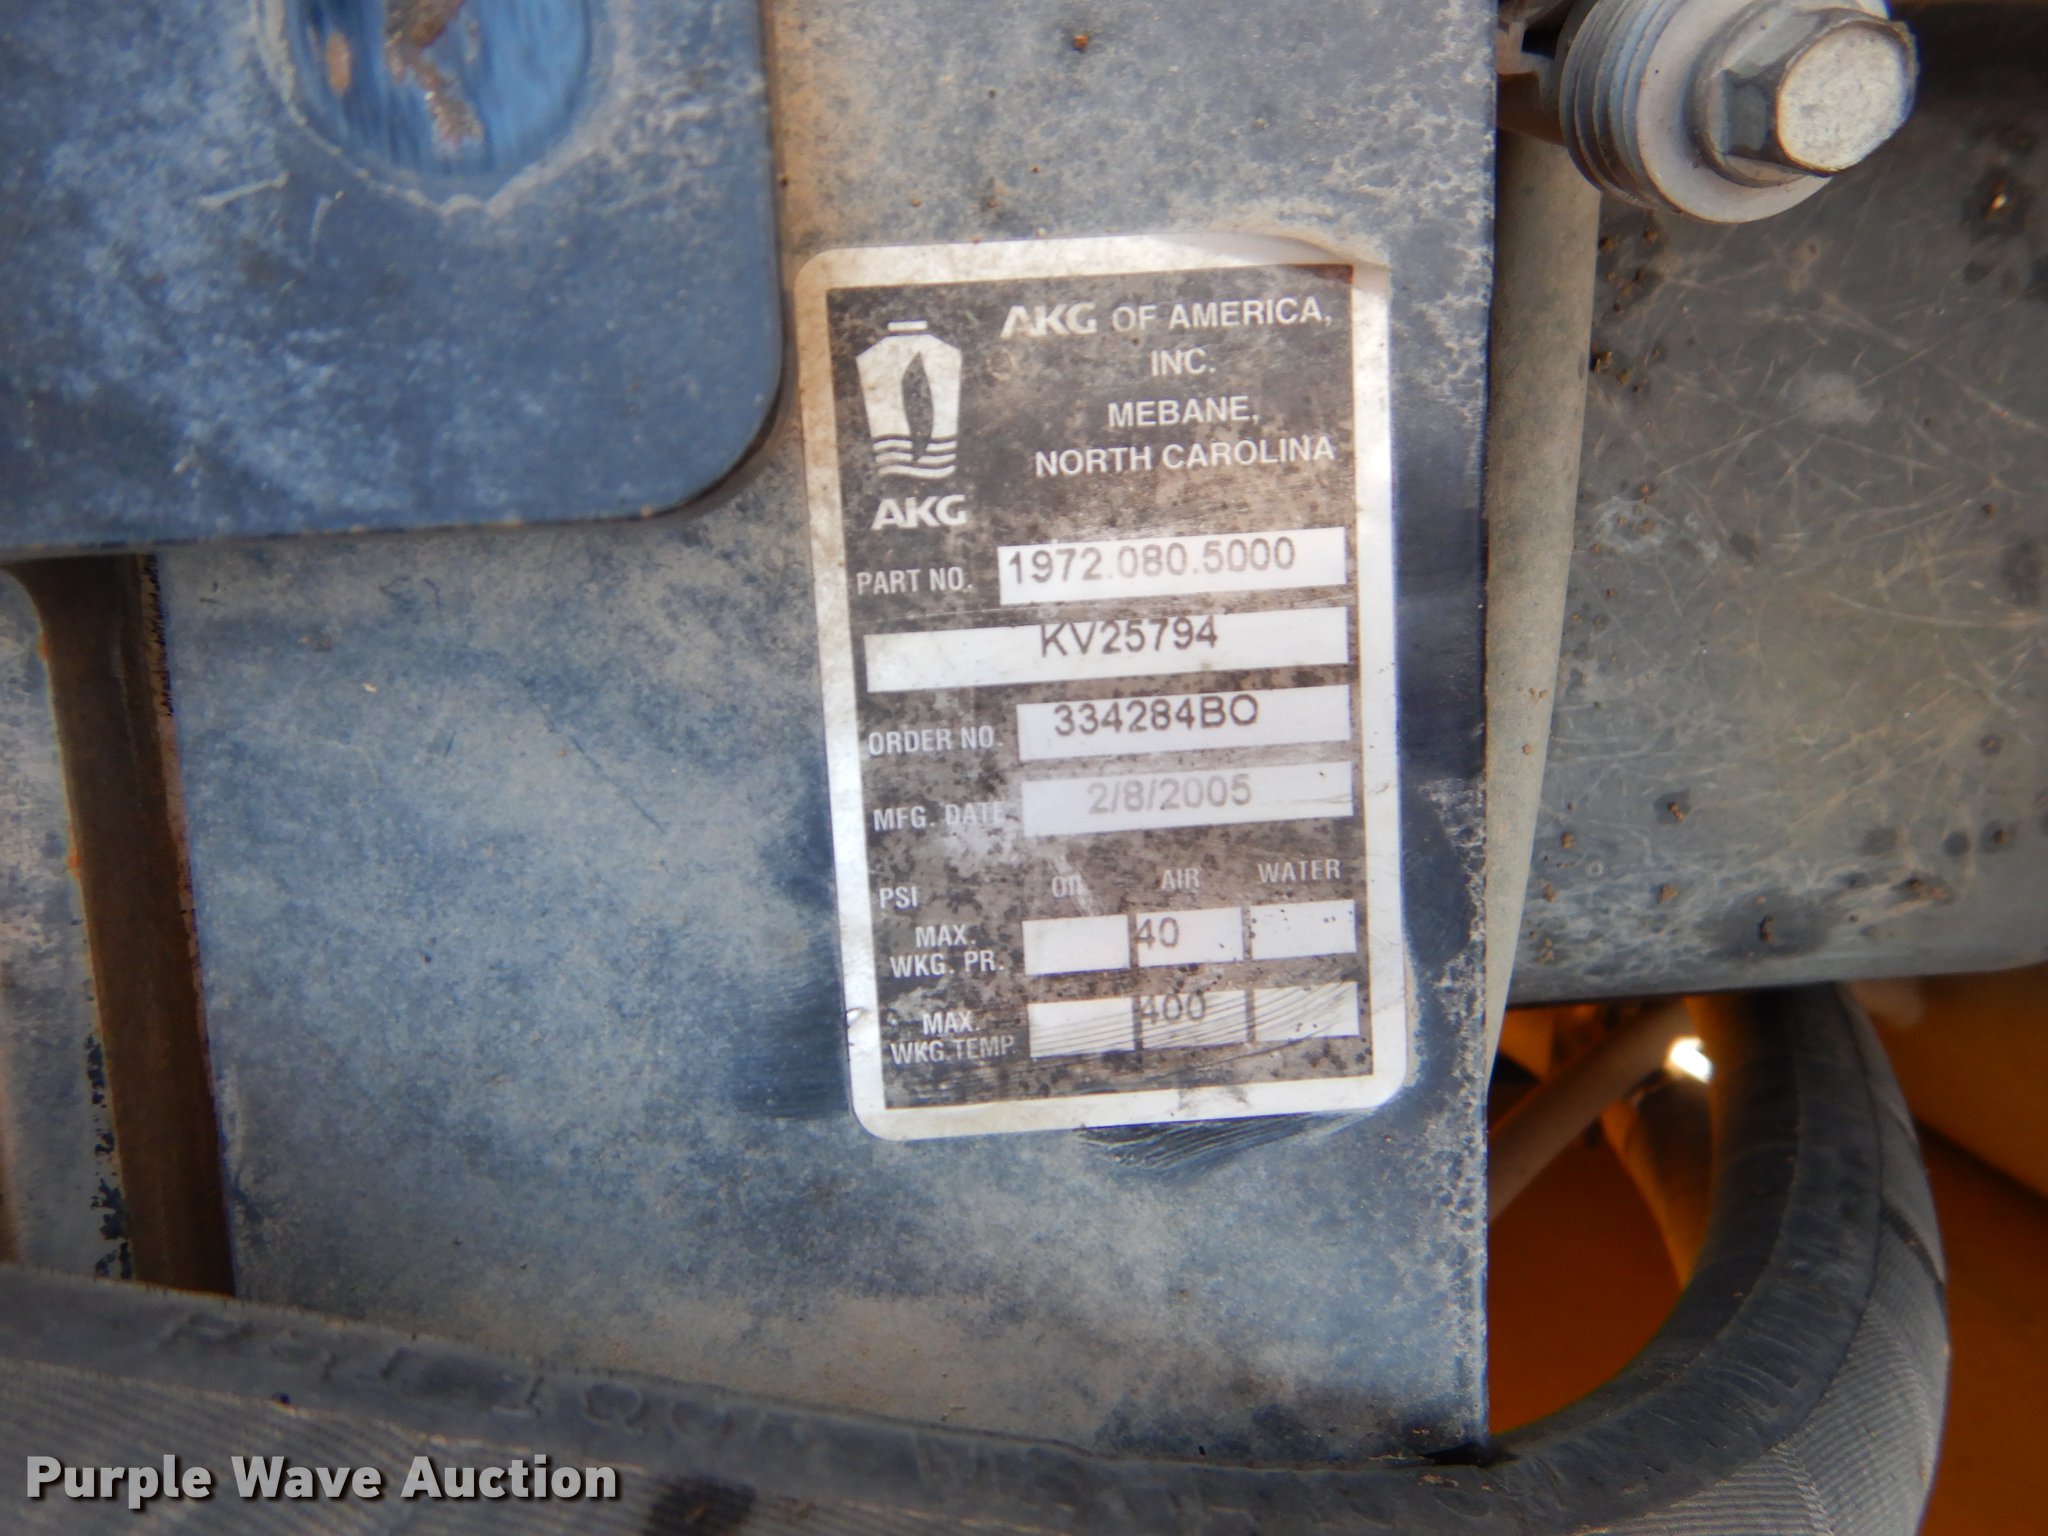 AKG OF AMERICA,
INC.
MEBANE,
NORTH CAROLINA
AKG
PART NO. 1972.080.5000
KV25794
ORDER NO. 334284BO
MFG. DATE 2/8/2005
PSI OIL AIR WATER
MAX. WKG. PR. 40
MAX. WKG. TEMP 400
Purple Wave Auction